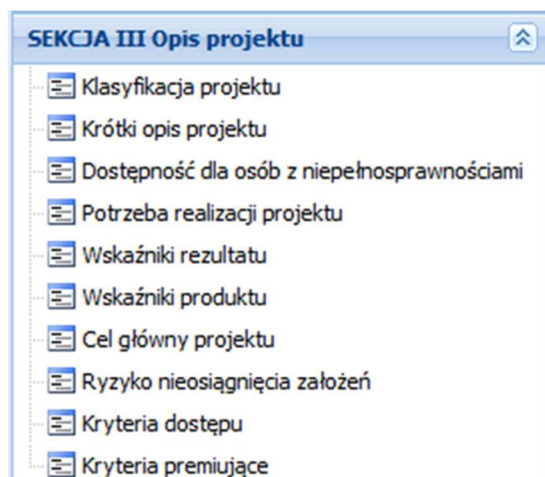 SEKCJA III Opis projektu
Klasyfikacja projektu
Krótki opis projektu
Dostępność dla osób z niepełnosprawnościami
Potrzeba realizacji projektu
Wskaźniki rezultatu
Wskaźniki produktu
Cel główny projektu
Ryzyko nieosiągnięcia założeń
Kryteria dostępu
Kryteria premiujące